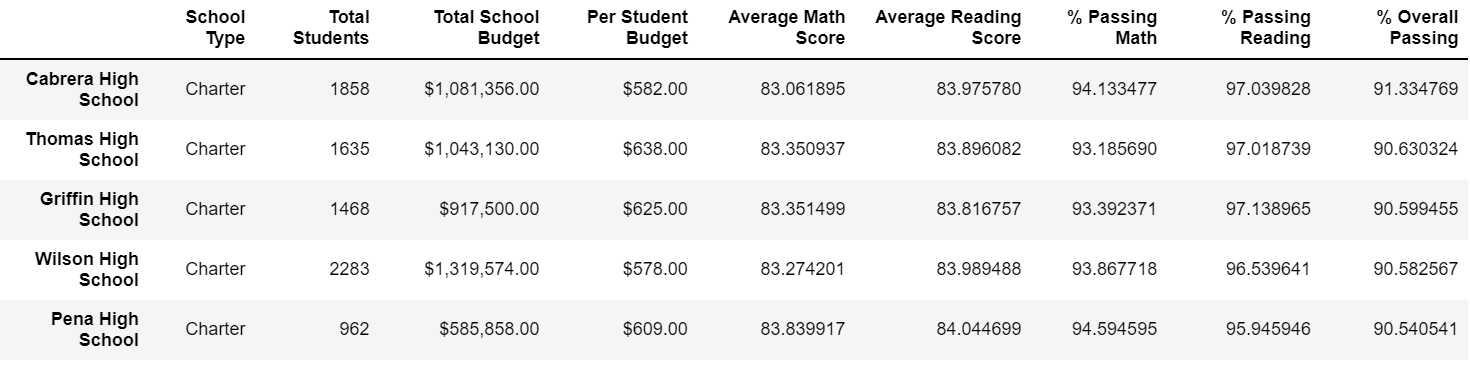 School Type Total Students Total School Budget Per Student Budget Average Math Score Average Reading Score % Passing Math % Passing Reading % Overall Passing
Cabrera High School Charter 1858 $1,081,356.00 $582.00 83.061895 83.975780 94.133477 97.039828 91.334769
Thomas High School Charter 1635 $1,043,130.00 $638.00 83.350937 83.896082 93.185690 97.018739 90.630324
Griffin High School Charter 1468 $917,500.00 $625.00 83.351499 83.816757 93.392371 97.138965 90.599455
Wilson High School Charter 2283 $1,319,574.00 $578.00 83.274201 83.989488 93.867718 96.539641 90.582567
Pena High School Charter 962 $585,858.00 $609.00 83.839917 84.044699 94.594595 95.945946 90.540541